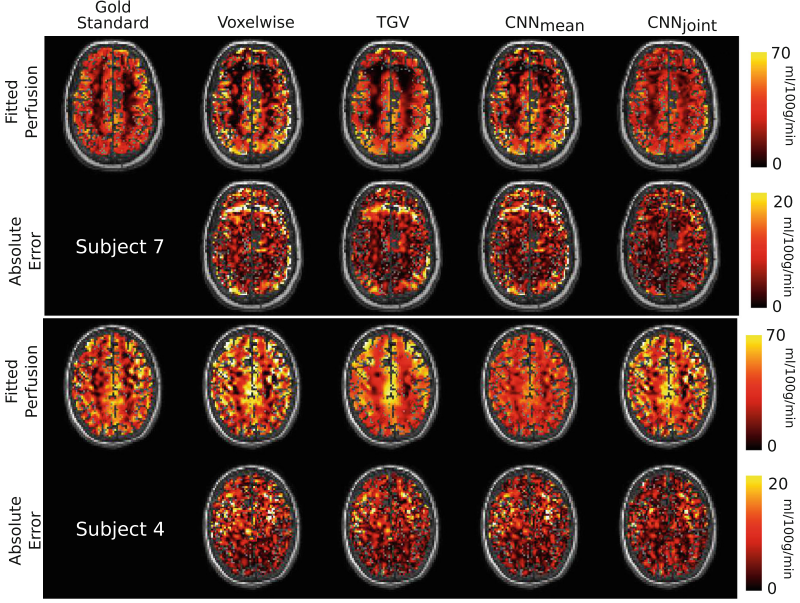 Gold
Standard
Voxelwise
TGV
CNNmean
CNNjoint
Fitted
Perfusion
70
ml/100g/min
0
Absolute
Error
Subject 7
20
ml/100g/min
0
Fitted
Perfusion
70
ml/100g/min
0
Absolute
Error
Subject 4
20
ml/100g/min
0